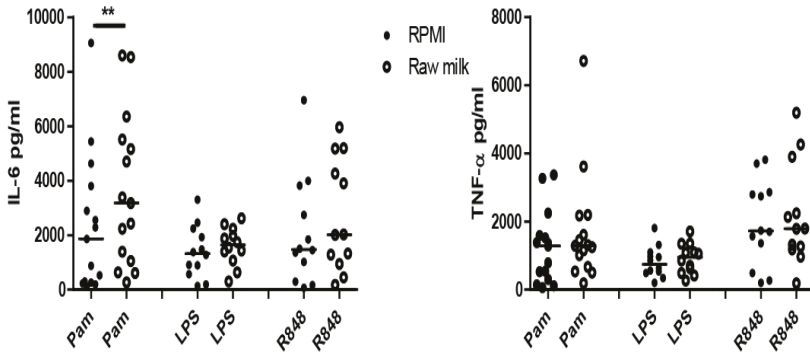 **
IL-6 pg/ml
10000
8000
6000
4000
2000
0
Pam
Pam
LPS
LPS
R848
R848
RPMI
Raw milk
TNF-α pg/ml
8000
6000
4000
2000
0
Pam
Pam
LPS
LPS
R848
R848